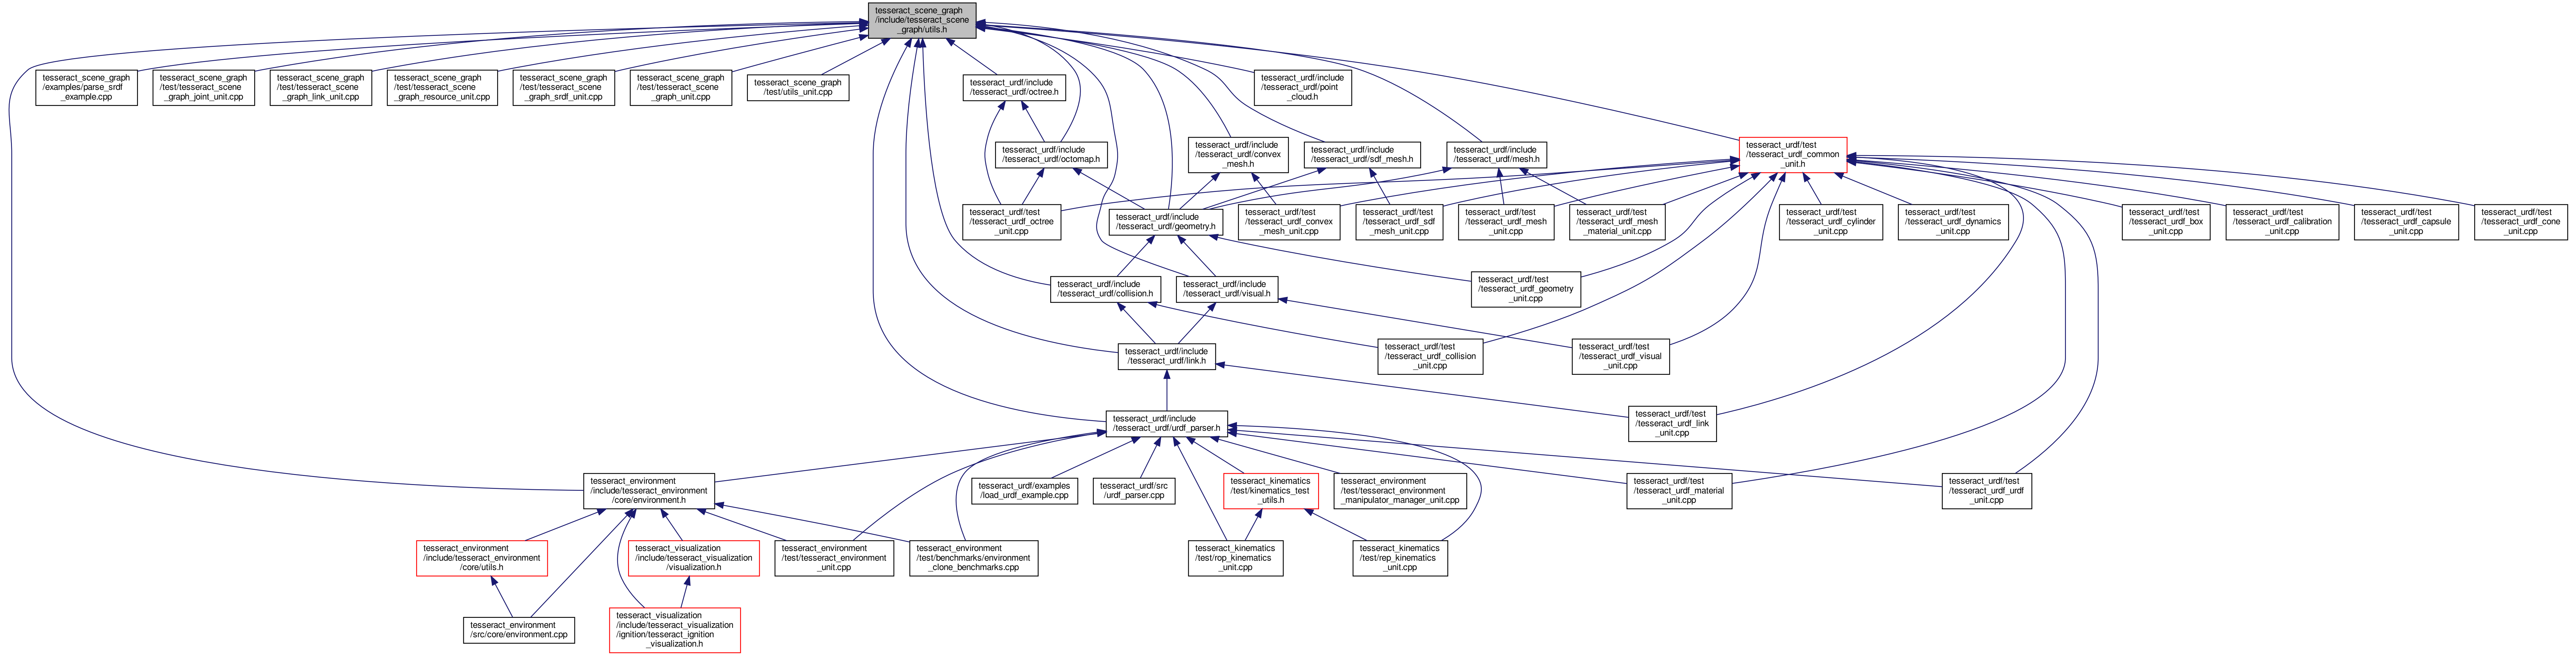 tesseract_scene_graph
/include/tesseract_scene
_graph/utils.h
tesseract_scene_graph
/examples/parse_srdf
_example.cpp
tesseract_scene_graph
/test/tesseract_scene
_graph_joint_unit.cpp
tesseract_scene_graph
/test/tesseract_scene
_graph_link_unit.cpp
tesseract_scene_graph
/test/tesseract_scene
_graph_resource_unit.cpp
tesseract_scene_graph
/test/tesseract_scene
_graph_srdf_unit.cpp
tesseract_scene_graph
/test/tesseract_scene
_graph_unit.cpp
tesseract_scene_graph
/test/utils_unit.cpp
tesseract_urdf/include
/tesseract_urdf/octree.h
tesseract_urdf/include
/tesseract_urdf/point
_cloud.h
tesseract_urdf/include
/tesseract_urdf/octomap.h
tesseract_urdf/include
/tesseract_urdf/convex
_mesh.h
tesseract_urdf/include
/tesseract_urdf/sdf_mesh.h
tesseract_urdf/include
/tesseract_urdf/mesh.h
tesseract_urdf/test
/tesseract_urdf_common
_unit.h
tesseract_urdf/test
/tesseract_urdf_octree
_unit.cpp
tesseract_urdf/include
/tesseract_urdf/geometry.h
tesseract_urdf/test
/tesseract_urdf_convex
_mesh_unit.cpp
tesseract_urdf/test
/tesseract_urdf_sdf
_mesh_unit.cpp
tesseract_urdf/test
/tesseract_urdf_mesh
_unit.cpp
tesseract_urdf/test
/tesseract_urdf_mesh
_material_unit.cpp
tesseract_urdf/test
/tesseract_urdf_cylinder
_unit.cpp
tesseract_urdf/test
/tesseract_urdf_dynamics
_unit.cpp
tesseract_urdf/test
/tesseract_urdf_box
_unit.cpp
tesseract_urdf/test
/tesseract_urdf_calibration
_unit.cpp
tesseract_urdf/test
/tesseract_urdf_capsule
_unit.cpp
tesseract_urdf/test
/tesseract_urdf_cone
_unit.cpp
tesseract_urdf/include
/tesseract_urdf/collision.h
tesseract_urdf/include
/tesseract_urdf/visual.h
tesseract_urdf/test
/tesseract_urdf_geometry
_unit.cpp
tesseract_urdf/include
/tesseract_urdf/link.h
tesseract_urdf/test
/tesseract_urdf_collision
_unit.cpp
tesseract_urdf/test
/tesseract_urdf_visual
_unit.cpp
tesseract_urdf/include
/tesseract_urdf/urdf_parser.h
tesseract_urdf/test
/tesseract_urdf_link
_unit.cpp
tesseract_environment
/include/tesseract_environment
/core/environment.h
tesseract_urdf/examples
/load_urdf_example.cpp
tesseract_urdf/src
/urdf_parser.cpp
tesseract_kinematics
/test/kinematics_test
_utils.h
tesseract_environment
/test/tesseract_environment
_manipulator_manager_unit.cpp
tesseract_urdf/test
/tesseract_urdf_material
_unit.cpp
tesseract_urdf/test
/tesseract_urdf_urdf
_unit.cpp
tesseract_environment
/include/tesseract_environment
/core/utils.h
tesseract_visualization
/include/tesseract_visualization
/visualization.h
tesseract_environment
/test/tesseract_environment
_unit.cpp
tesseract_environment
/test/benchmarks/environment
_clone_benchmarks.cpp
tesseract_kinematics
/test/rop_kinematics
_unit.cpp
tesseract_kinematics
/test/rep_kinematics
_unit.cpp
tesseract_environment
/src/core/environment.cpp
tesseract_visualization
/include/tesseract_visualization
/ignition/tesseract_ignition
_visualization.h